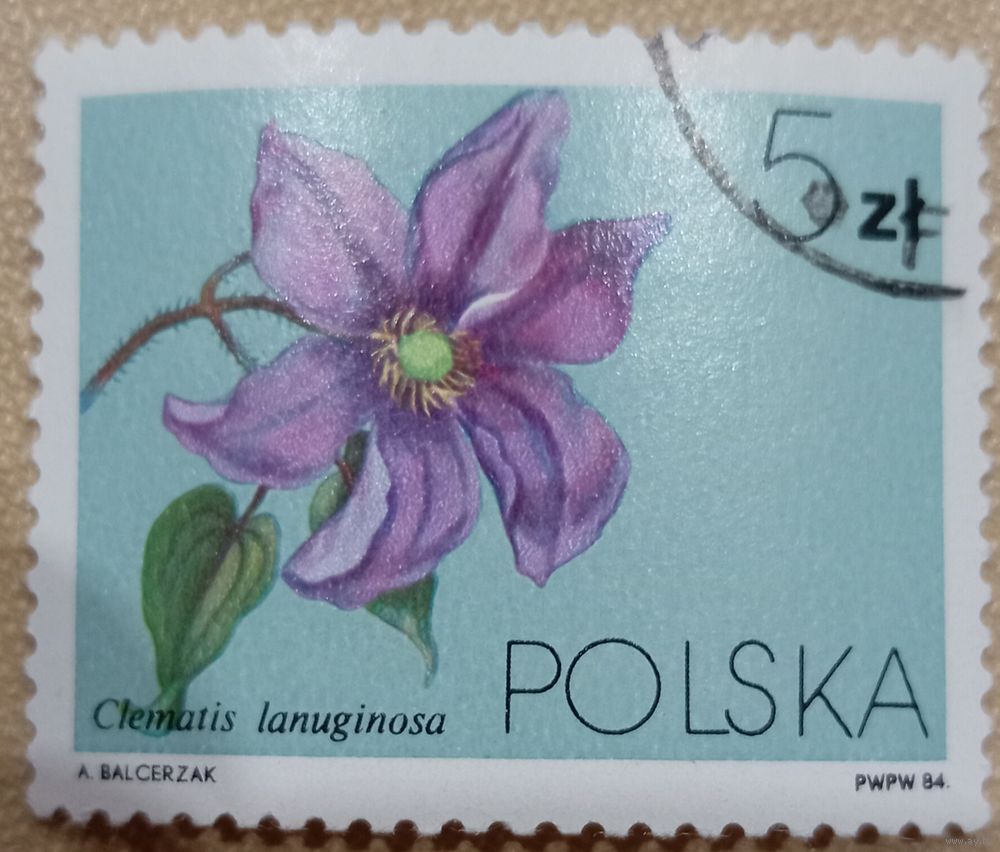 5 zł
POLSKA
Clematis lanuginosa
A. BALCERZAK
PWPW 84.